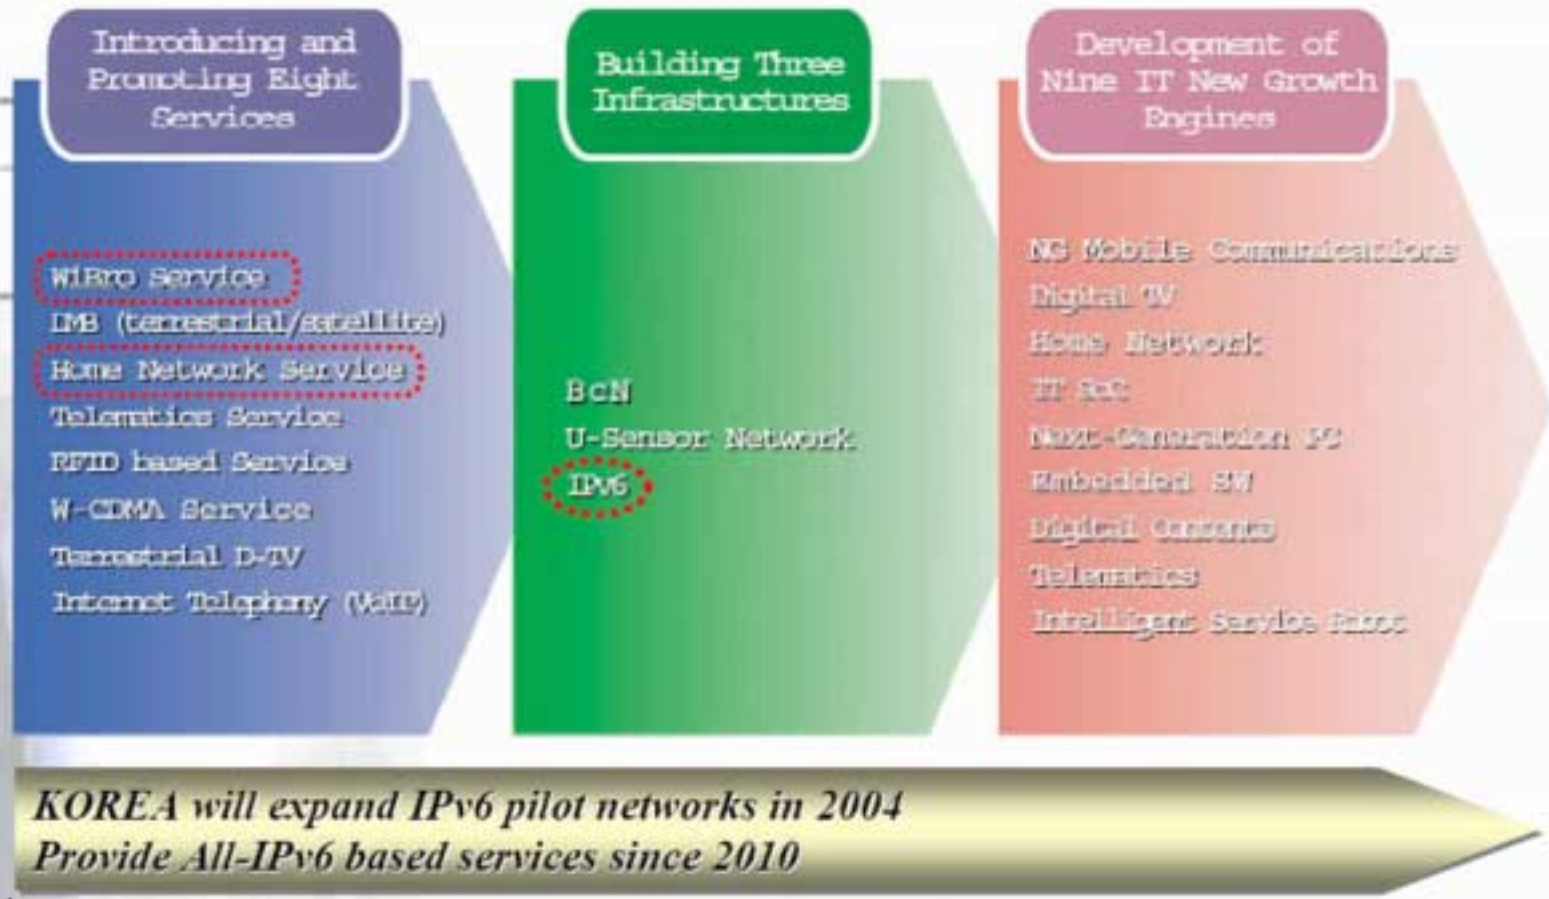 Introducing and
Promoting Eight
Services
WiBro Service
DMB (terrestrial/satellite)
Home Network Service
Telematics Service
RFID based Service
W-CDMA Service
Terrestrial D-TV
Internet Telephony (VoIP)
Building Three
Infrastructures
BcN
U-Sensor Network
IPv6
Development of
Nine IT New Growth
Engines
NG Mobile Communications
Digital TV
Home Network
IT SoC
Next-Generation PC
Embedded SW
Digital Contents
Telematics
Intelligent Service Robot
KOREA will expand IPv6 pilot networks in 2004
Provide All-IPv6 based services since 2010